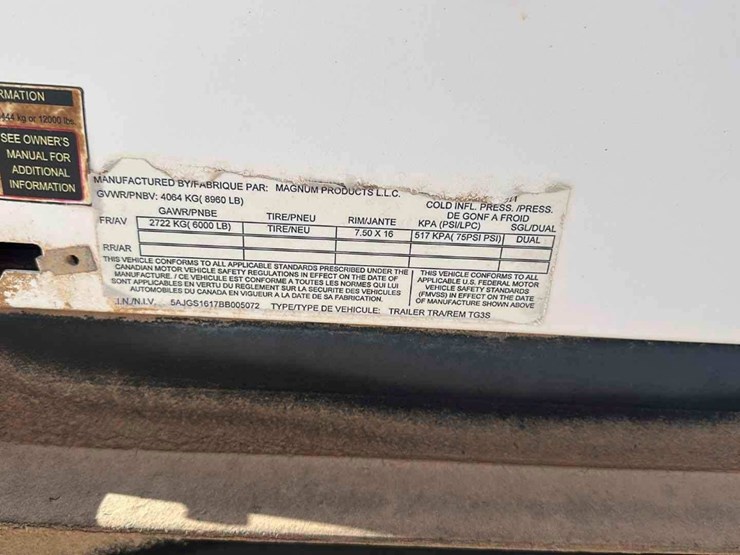 RMATION
444 kg or 12000 lbs
SEE OWNER'S
MANUAL FOR
ADDITIONAL
INFORMATION
MANUFACTURED BY/FABRIQUE PAR: MAGNUM PRODUCTS L.L.C.
GVWR/PNBV: 4064 KG( 8960 LB)
COLD INFL. PRESS. /PRESS.
DE GONF A FROID
GAWR/PNBE TIRE/PNEU RIM/JANTE KPA (PSI/LPC) SGL/DUAL
FR/AV 2722 KG( 6000 LB) TIRE/NEU 7.50 X 16 517 KPA( 75PSI PSI) DUAL
RR/AR
THIS VEHICLE CONFORMS TO ALL APPLICABLE STANDARDS PRESCRIBED UNDER THE
CANADIAN MOTOR VEHICLE SAFETY REGULATIONS IN EFFECT ON THE DATE OF
MANUFACTURE. / CE VEHICULE EST CONFORME A TOUTES LES NORMES QUI LUI
SONT APPLICABLES EN VERTU DU REGLEMENT SUR LA SECURITE DES VEHICULES
AUTOMOBILES DU CANADA EN VIGUEUR A LA DATE DE SA FABRICATION.
THIS VEHICLE CONFORMS TO ALL
APPLICABLE U.S. FEDERAL MOTOR
VEHICLE SAFETY STANDARDS
(FMVSS) IN EFFECT ON THE DATE
OF MANUFACTURE SHOWN ABOVE
.I.N./N.I.V. 5AJGS1617BB005072 TYPE/TYPE DE VEHICULE: TRAILER TRA/REM TG3S